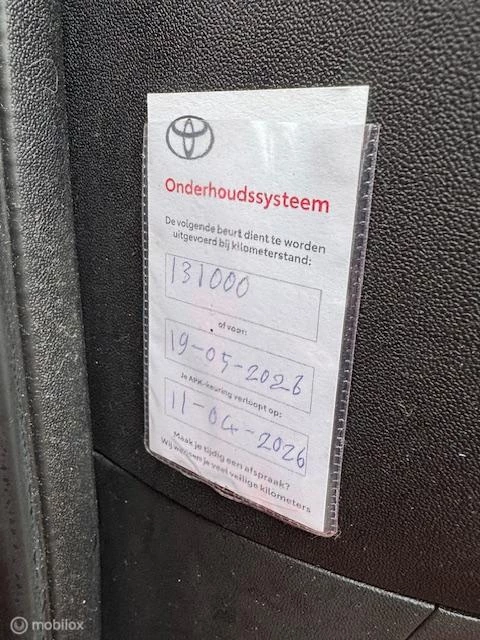 Onderhoudssysteem
De volgende beurt dient te worden
uitgevoerd bij kilometerstand:
131000
of voor:
19-05-2026
Je APK-keuring verloopt op:
11-04-2026
Maak je tijdig een afspraak?
Wij wensen je veel veilige kilometers
mobilox